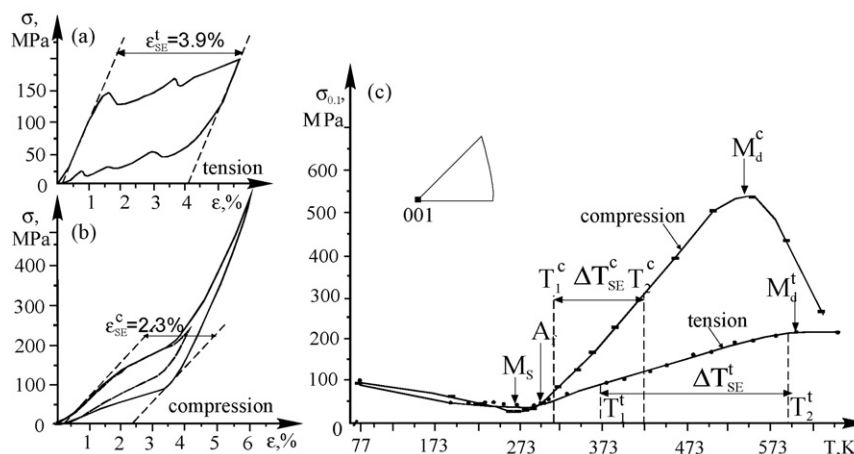 σ,
MPa
(a)
ε^t_SE=3.9%
150
100
50
0
tension
1 2 3 4 5 ε,%
σ,
MPa
(b)
ε^c_SE=2.3%
400
300
200
100
0
compression
1 2 3 4 5 6 ε,%
σ0.1,
MPa
(c)
600
500
400
300
200
100
0
001
compression
M^c_d
T^c_1 ΔT^c_SE T^c_2
A
M_S
M^t_d
tension
ΔT^t_SE
T^t_1
T^t_2
77 173 273 373 473 573 T,K